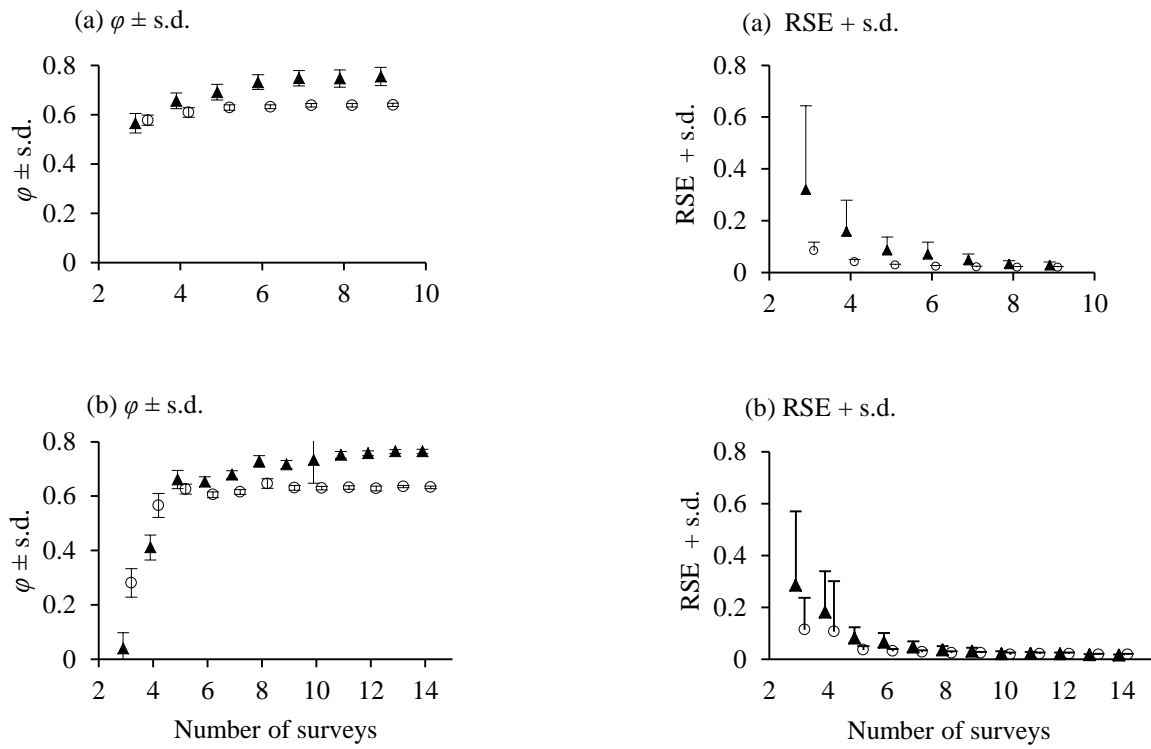 (a) φ ± s.d.
φ ± s.d.
0.8
0.6
0.4
0.2
0
2 4 6 8 10
(a) RSE + s.d.
RSE + s.d.
0.8
0.6
0.4
0.2
0
2 4 6 8 10
(b) φ ± s.d.
φ ± s.d.
0.8
0.6
0.4
0.2
0
2 4 6 8 10 12 14
Number of surveys
(b) RSE + s.d.
RSE + s.d.
0.8
0.6
0.4
0.2
0
2 4 6 8 10 12 14
Number of surveys